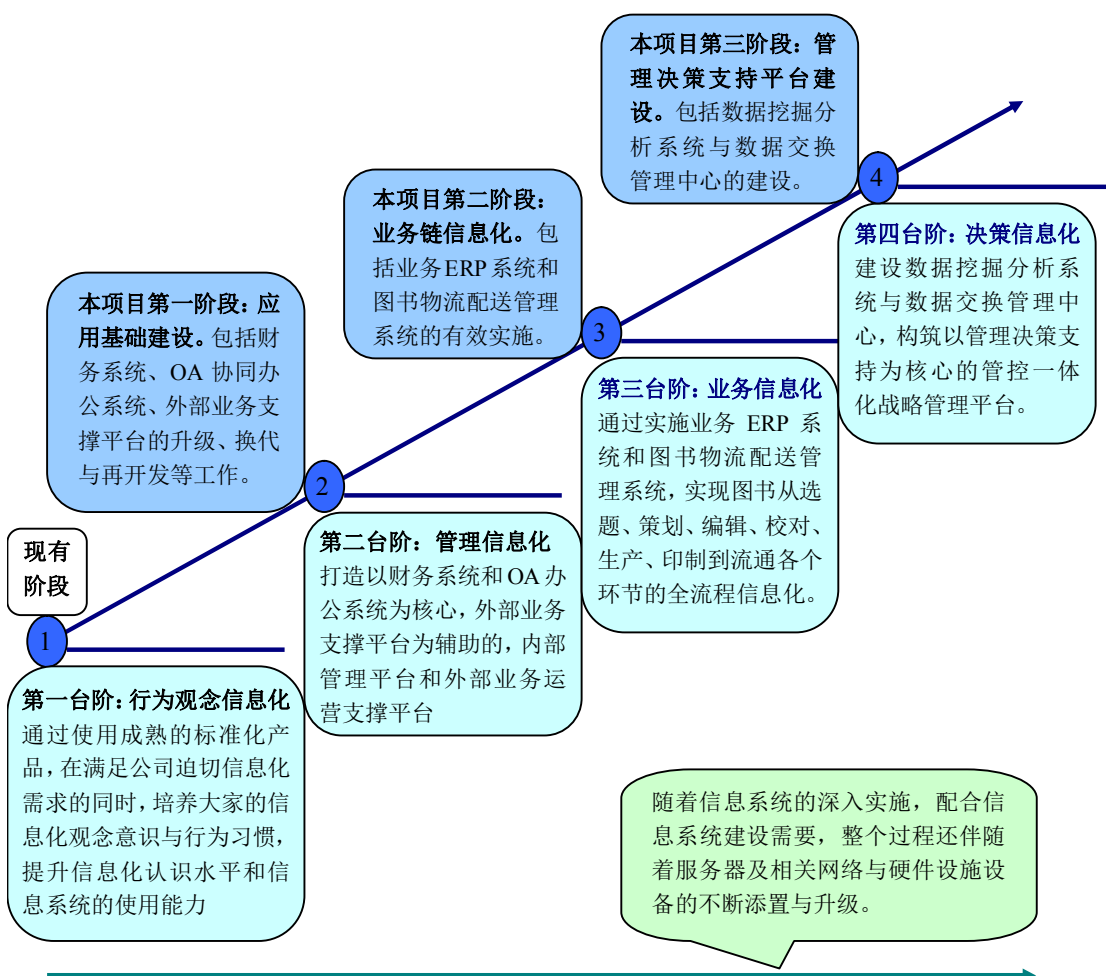 本项目第三阶段：管
理决策支持平台建
设。包括数据挖掘分
析系统与数据交换
管理中心的建设。
4
本项目第二阶段：
业务链信息化。包
括业务ERP系统和
图书物流配送管理
系统的有效实施。
第四台阶：决策信息化
建设数据挖掘分析系
统与数据交换管理中
心，构筑以管理决策支
持为核心的管控一体
化战略管理平台。
本项目第一阶段：应
用基础建设。包括财
务系统、OA 协同办
公系统、外部业务支
撑平台的升级、换代
与再开发等工作。
3
第三台阶：业务信息化
通过实施业务 ERP 系
统和图书物流配送管
理系统，实现图书从选
题、策划、编辑、校对、
生产、印制到流通各个
环节的全流程信息化。
2
第二台阶：管理信息化
打造以财务系统和OA办
公系统为核心，外部业务
支撑平台为辅助的，内部
管理平台和外部业务运
营支撑平台
现有
阶段
1
第一台阶：行为观念信息化
通过使用成熟的标准化产
品，在满足公司迫切信息化
需求的同时，培养大家的信
息化观念意识与行为习惯，
提升信息化认识水平和信
息系统的使用能力
随着信息系统的深入实施，配合信
息系统建设需要，整个过程还伴随
着服务器及相关网络与硬件设施设
备的不断添置与升级。